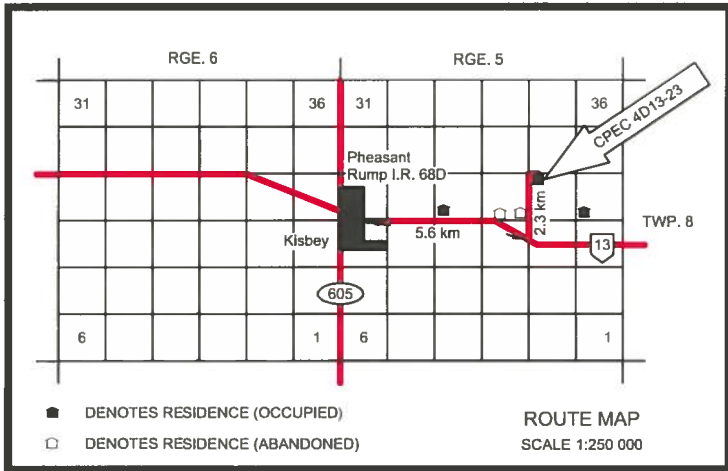 RGE. 6
RGE. 5
31
36
31
36
CPEC 4D13-23
Pheasant
Rump I.R. 68D
Kisbey
5.6 km
2.3 km
TWP. 8
13
605
6
1
6
1
DENOTES RESIDENCE (OCCUPIED)
DENOTES RESIDENCE (ABANDONED)
ROUTE MAP
SCALE 1:250 000